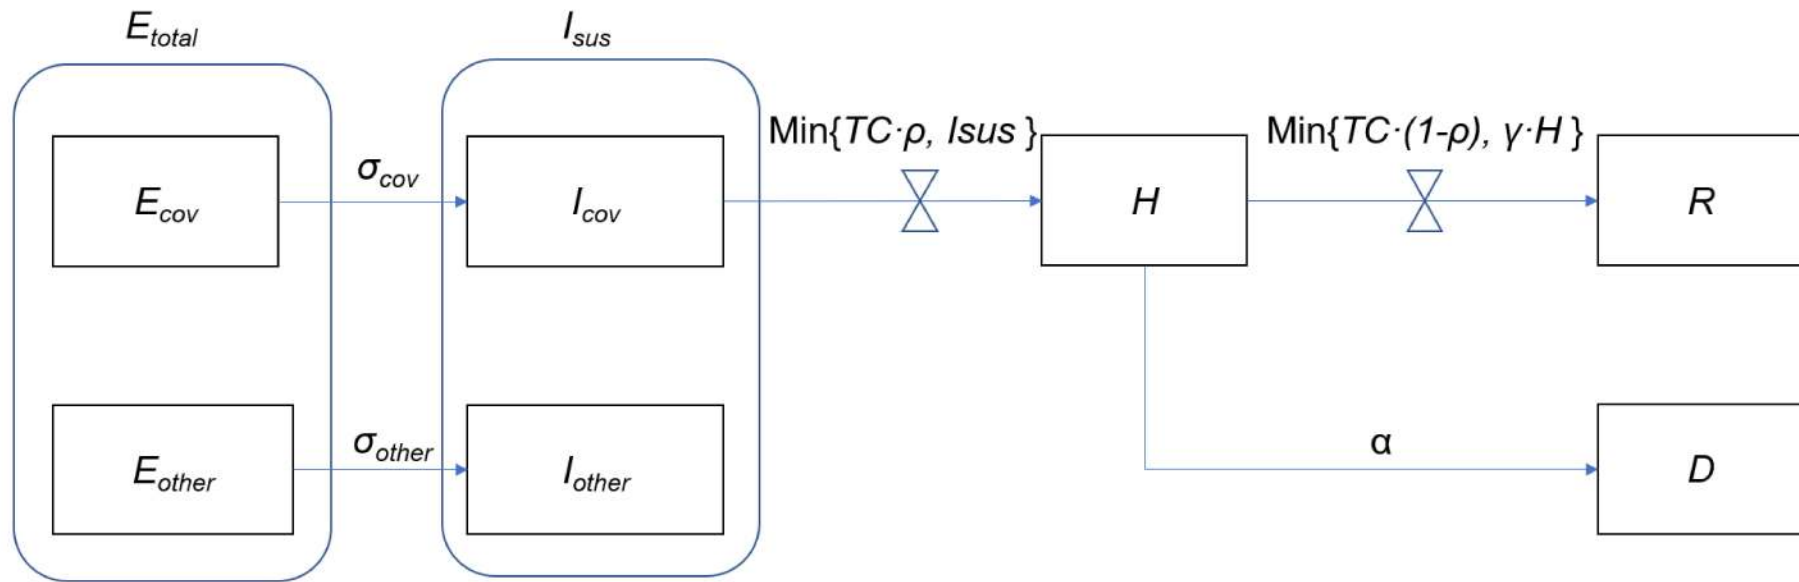 E_total
I_sus
Min{TC·ρ, Isus }
Min{TC·(1-ρ), γ·H }
E_cov
σ_cov
I_cov
H
R
E_other
σ_other
I_other
α
D